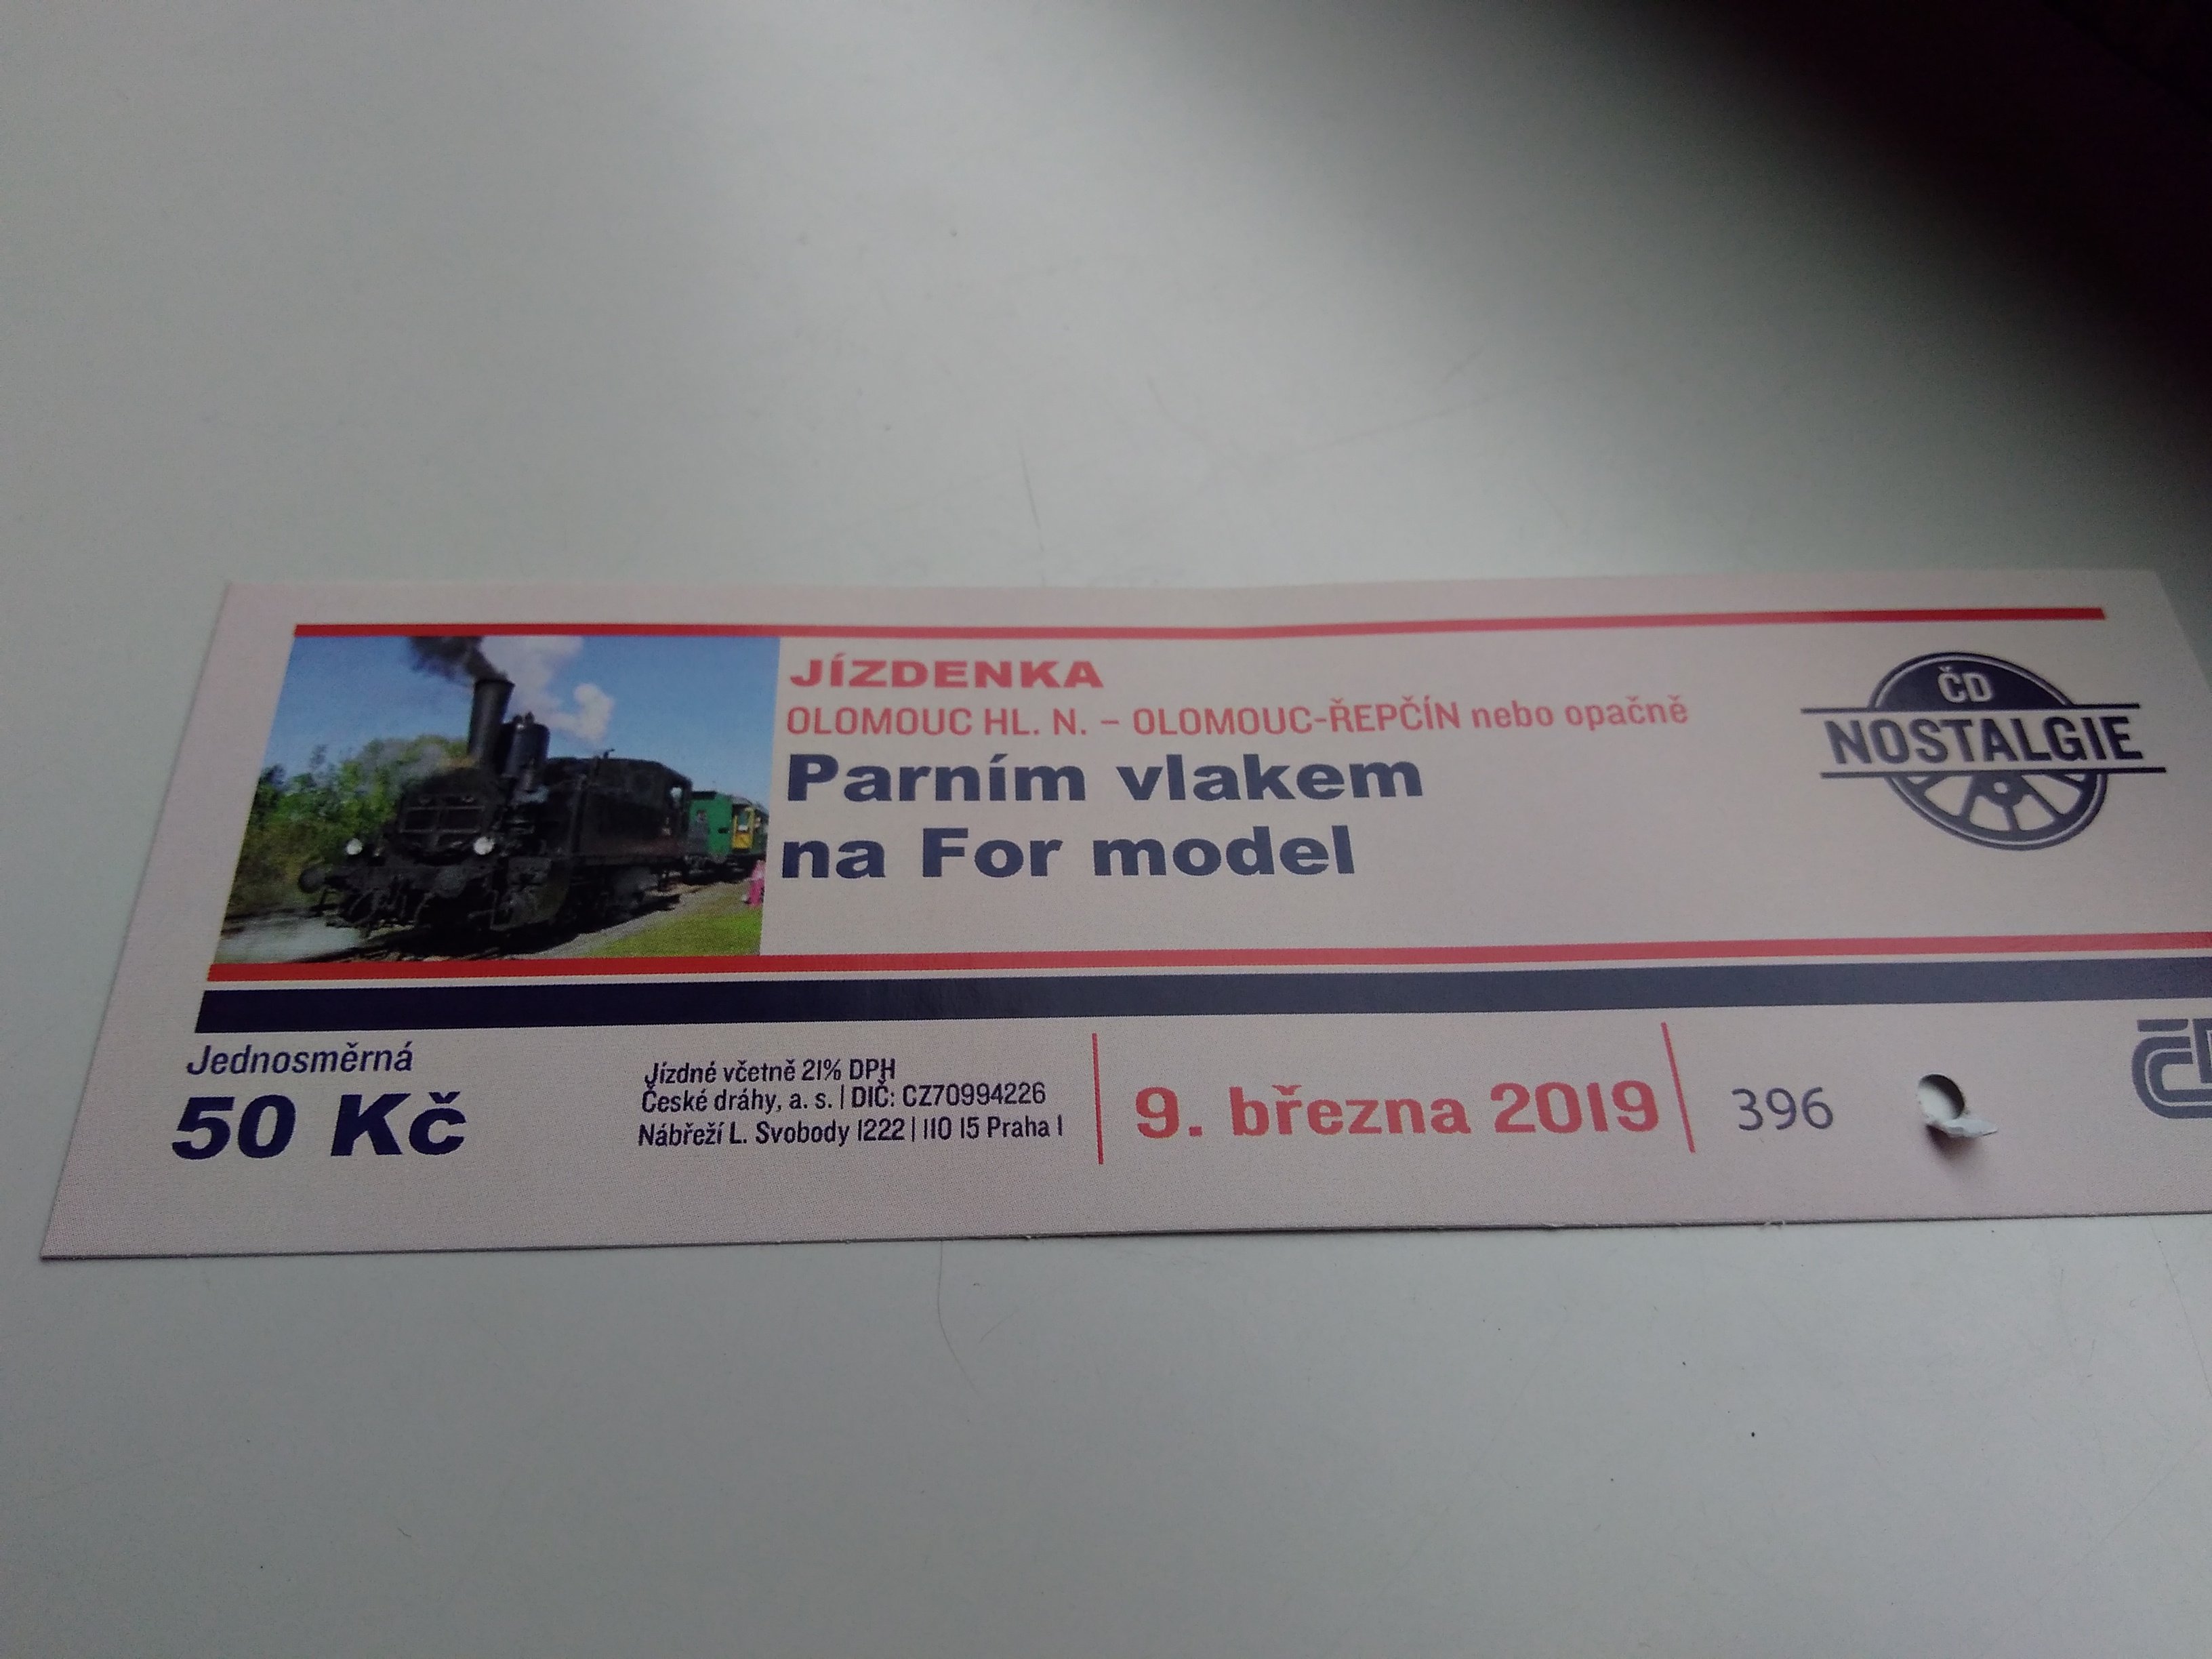 JÍZDENKA
OLOMOUC HL. N. – OLOMOUC-ŘEPČÍN nebo opačně
Parním vlakem
na For model
ČD
NOSTALGIE
Jednosměrná
50 Kč
Jízdné včetně 21% DPH
České dráhy, a. s. | DIČ: CZ70994226
Nábřeží L. Svobody 1222 | 110 15 Praha 1
9. března 2019
396